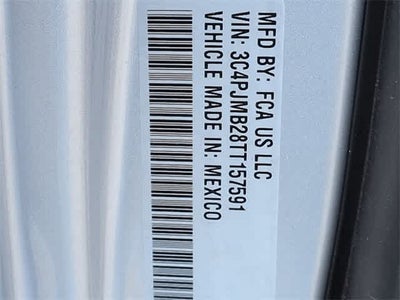 MFD BY: FCA US LLC
VIN: 3C4PJMB28TT157591
VEHICLE MADE IN: MEXICO